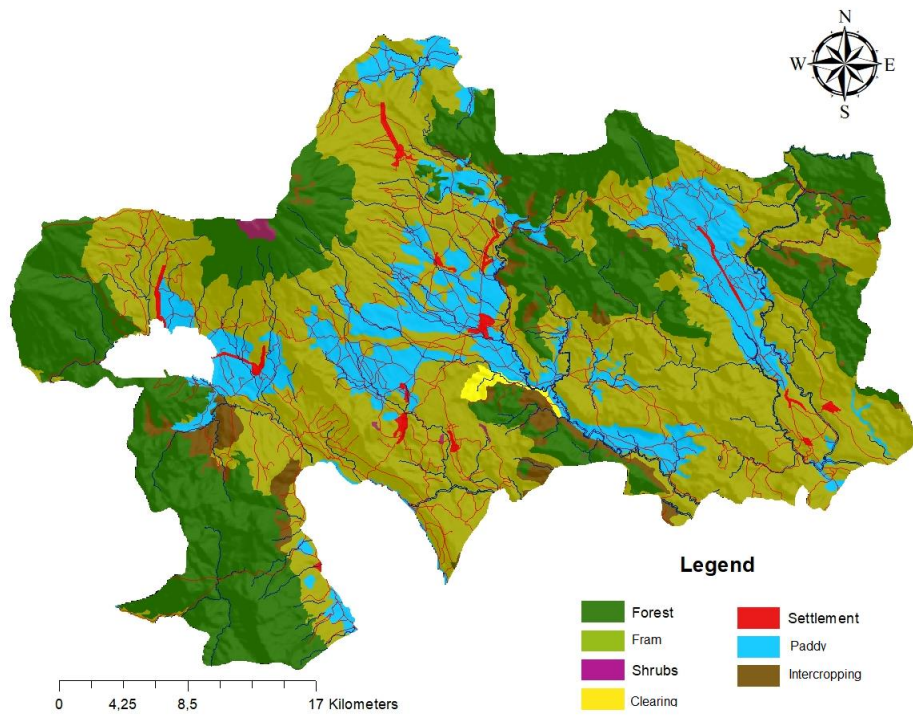 N
W E
S
Legend
Forest
Fram
Shrubs
Clearing
Settlement
Paddy
Intercropping
0 4,25 8,5 17 Kilometers